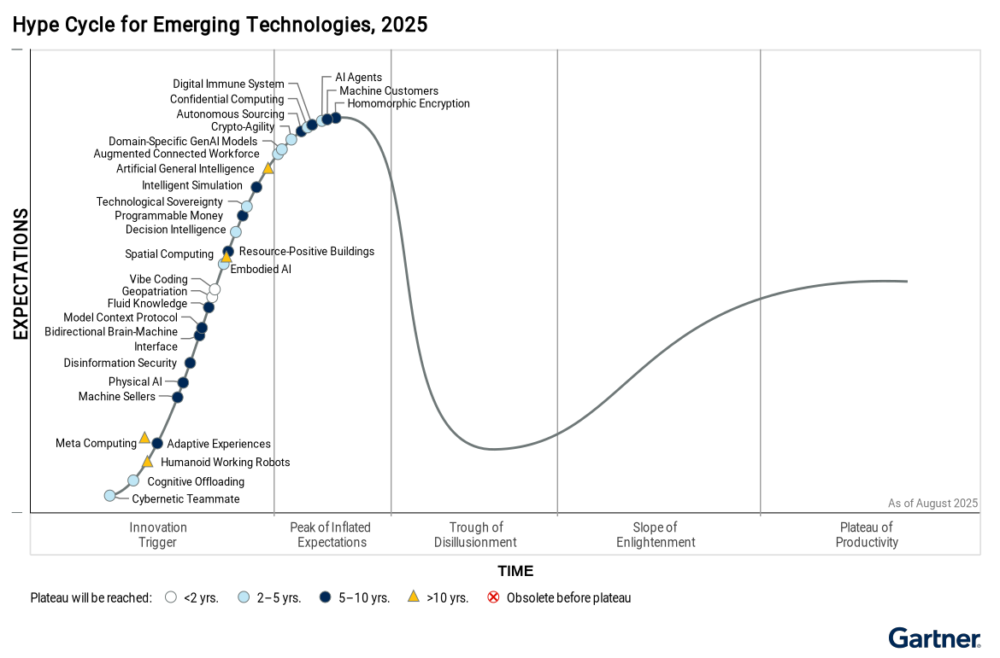 Hype Cycle for Emerging Technologies, 2025
AI Agents
Digital Immune System
Machine Customers
Confidential Computing
Homomorphic Encryption
Autonomous Sourcing
Crypto-Agility
Domain-Specific GenAI Models
Augmented Connected Workforce
Artificial General Intelligence
Intelligent Simulation
Technological Sovereignty
Programmable Money
Decision Intelligence
Spatial Computing
Resource-Positive Buildings
Embodied AI
Vibe Coding
Geopatriation
Fluid Knowledge
Model Context Protocol
Bidirectional Brain-Machine
Interface
Disinformation Security
Physical AI
Machine Sellers
Meta Computing
Adaptive Experiences
Humanoid Working Robots
Cognitive Offloading
Cybernetic Teammate
EXPECTATIONS
As of August 2025
Innovation
Trigger
Peak of Inflated
Expectations
Trough of
Disillusionment
Slope of
Enlightenment
Plateau of
Productivity
TIME
Plateau will be reached: <2 yrs. 2–5 yrs. 5–10 yrs. >10 yrs. Obsolete before plateau
Gartner®